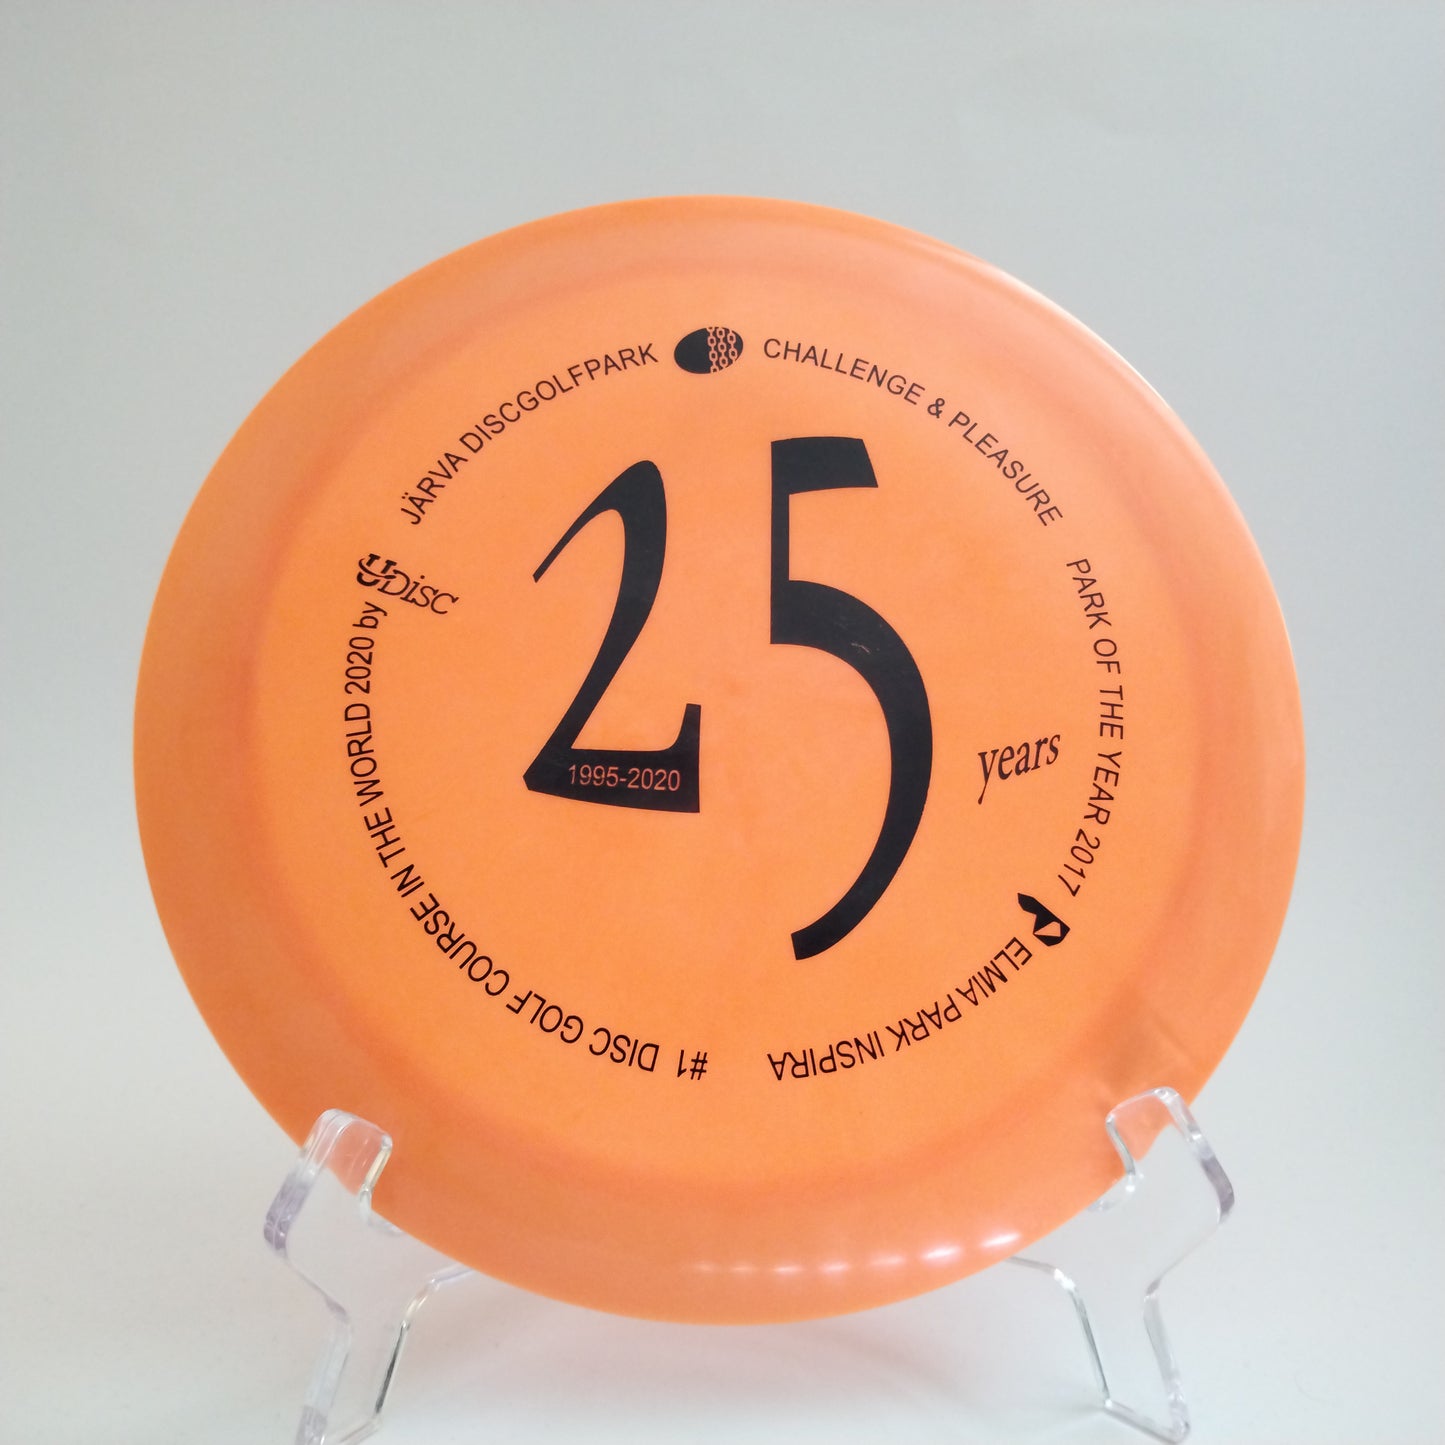 JÄRVA DISCGOLFPARK
CHALLENGE & PLEASURE
PARK OF THE YEAR 2017
ELMIA PARK INSPIRA
#1 DISC GOLF COURSE IN THE WORLD 2020 by
UDisc
25
1995-2020
years